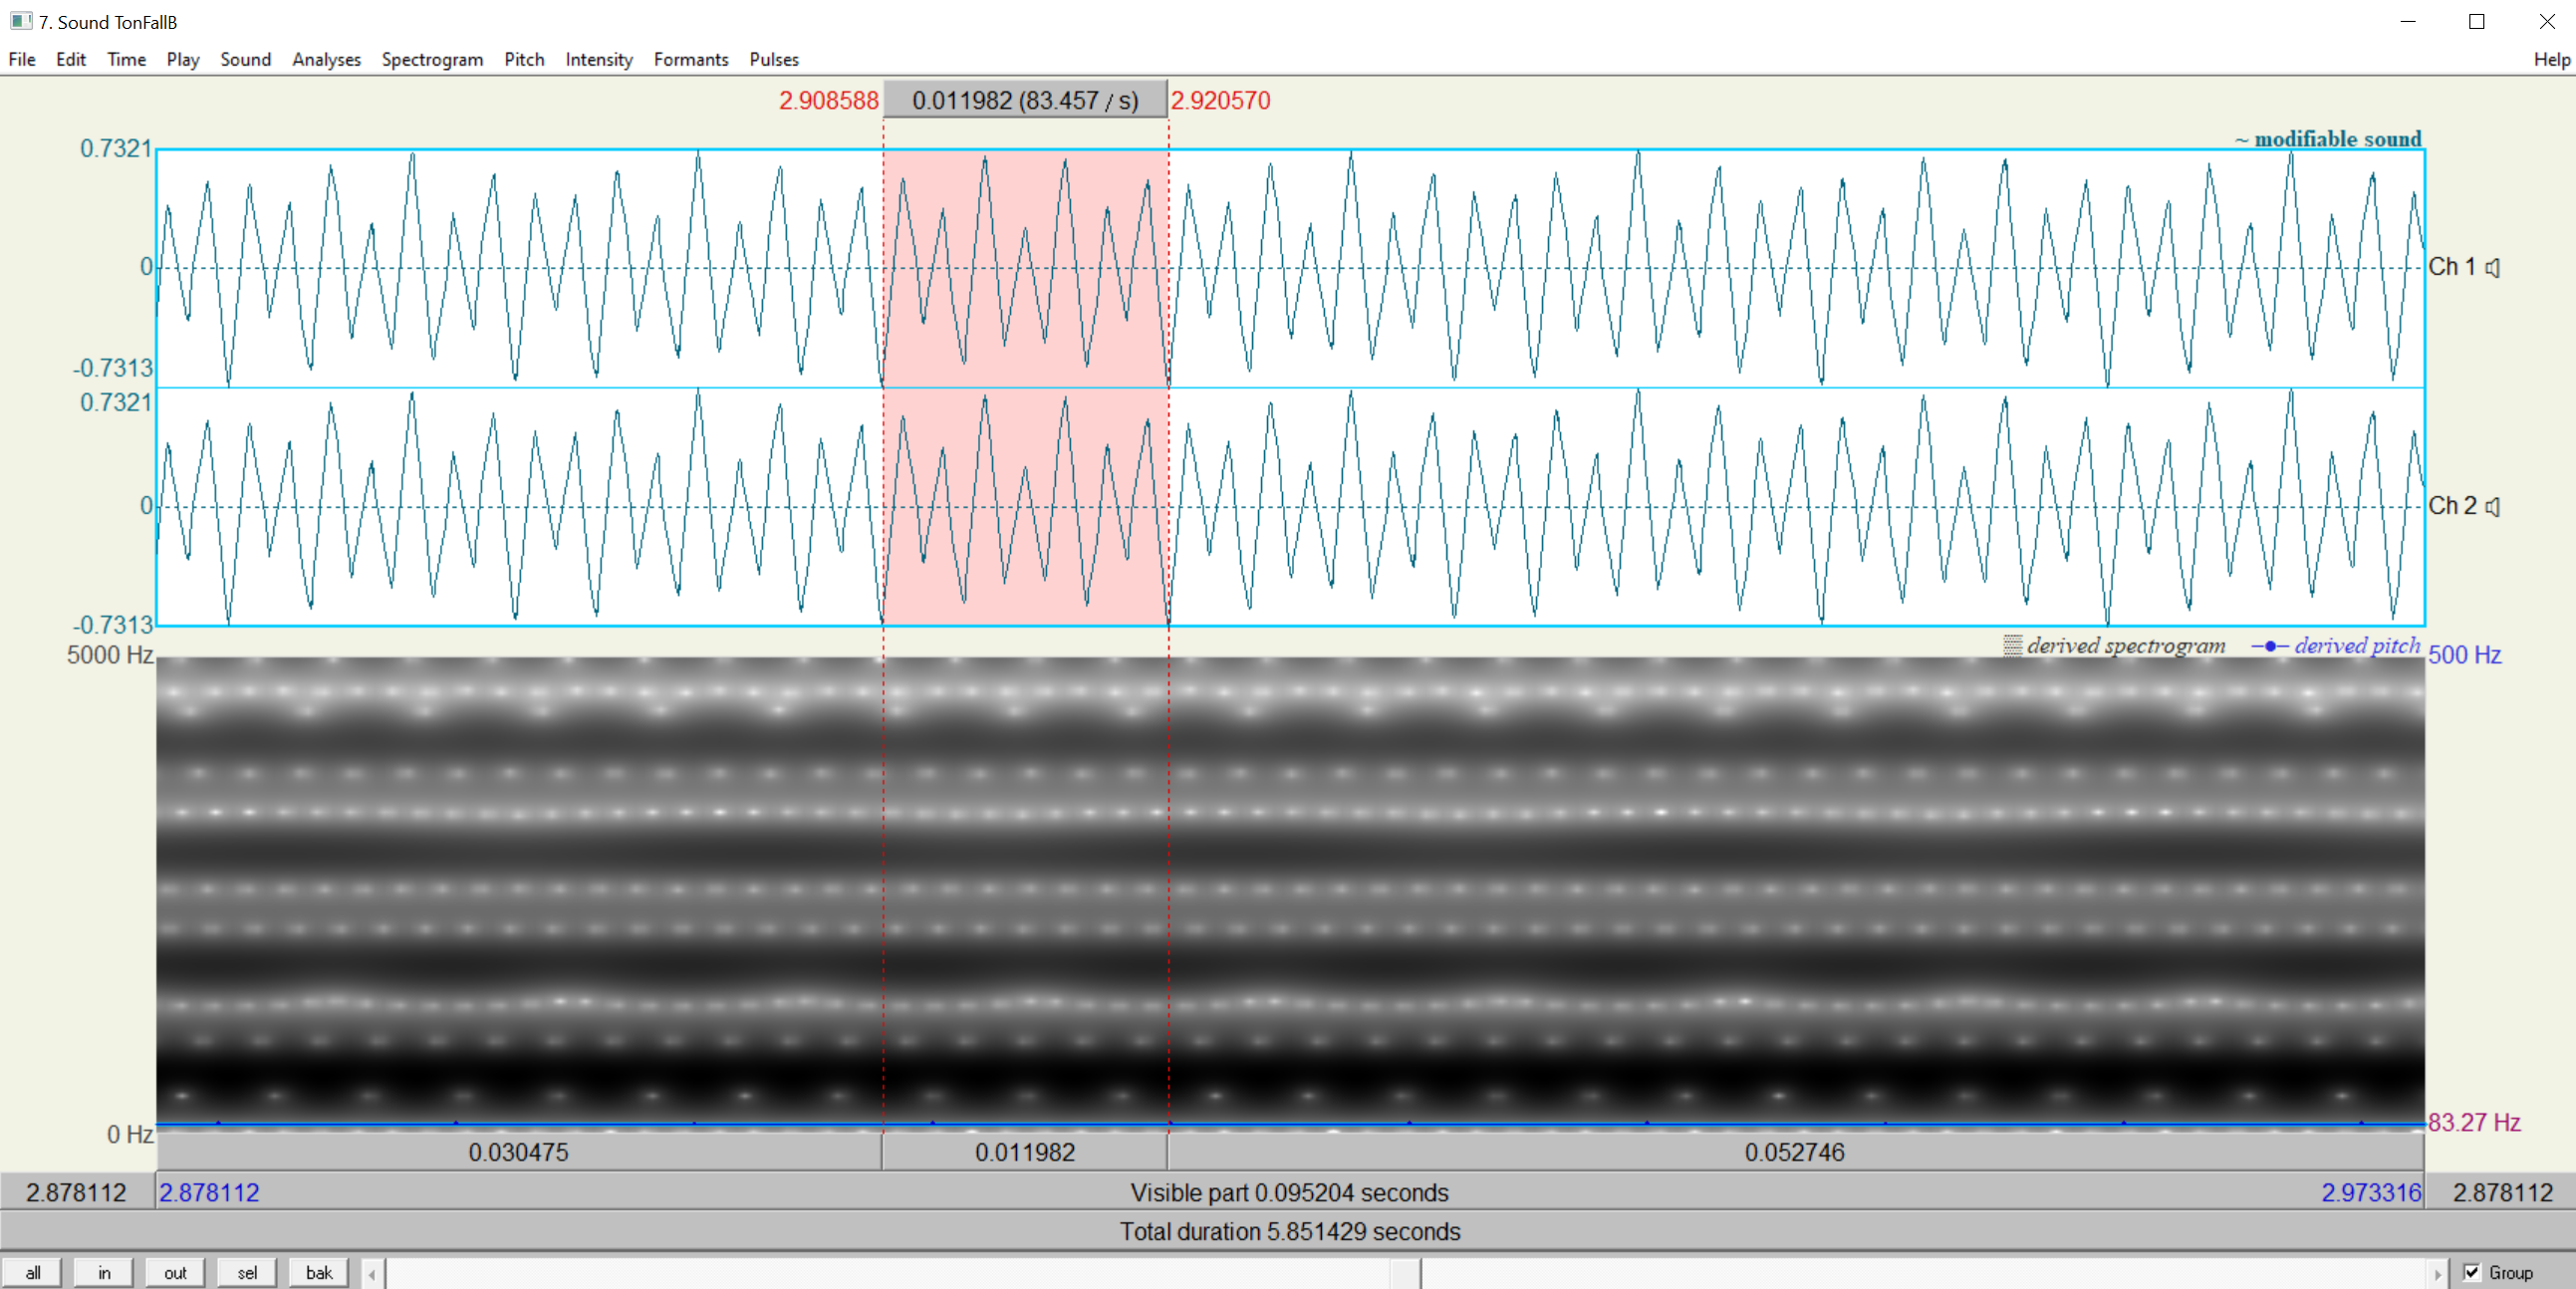 7. Sound TonFallB
File Edit Time Play Sound Analyses Spectrogram Pitch Intensity Formants Pulses Help
2.908588 0.011982 (83.457 / s) 2.920570
~ modifiable sound
0.7321
0 Ch 1
-0.7313
0.7321
0 Ch 2
-0.7313
derived spectrogram derived pitch
5000 Hz 500 Hz
83.27 Hz
0 Hz
0.030475 0.011982 0.052746
2.878112 2.878112 Visible part 0.095204 seconds 2.973316 2.878112
Total duration 5.851429 seconds
all in out sel bak Group